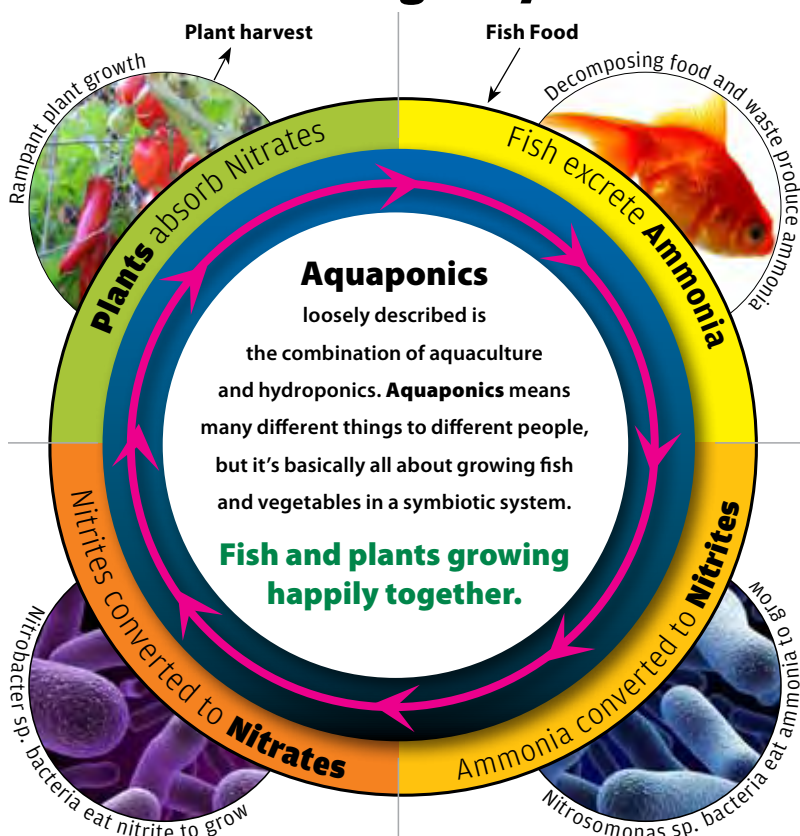 Plant harvest
Fish Food
Rampant plant growth
Decomposing food and waste produce ammonia
Plants absorb Nitrates
Fish excrete Ammonia
Aquaponics
loosely described is
the combination of aquaculture
and hydroponics. Aquaponics means
many different things to different people,
but it's basically all about growing fish
and vegetables in a symbiotic system.
Fish and plants growing
happily together.
Nitrites converted to Nitrates
Ammonia converted to Nitrites
Nitrobacter sp. bacteria eat nitrite to grow
Nitrosomonas sp. bacteria eat ammonia to grow